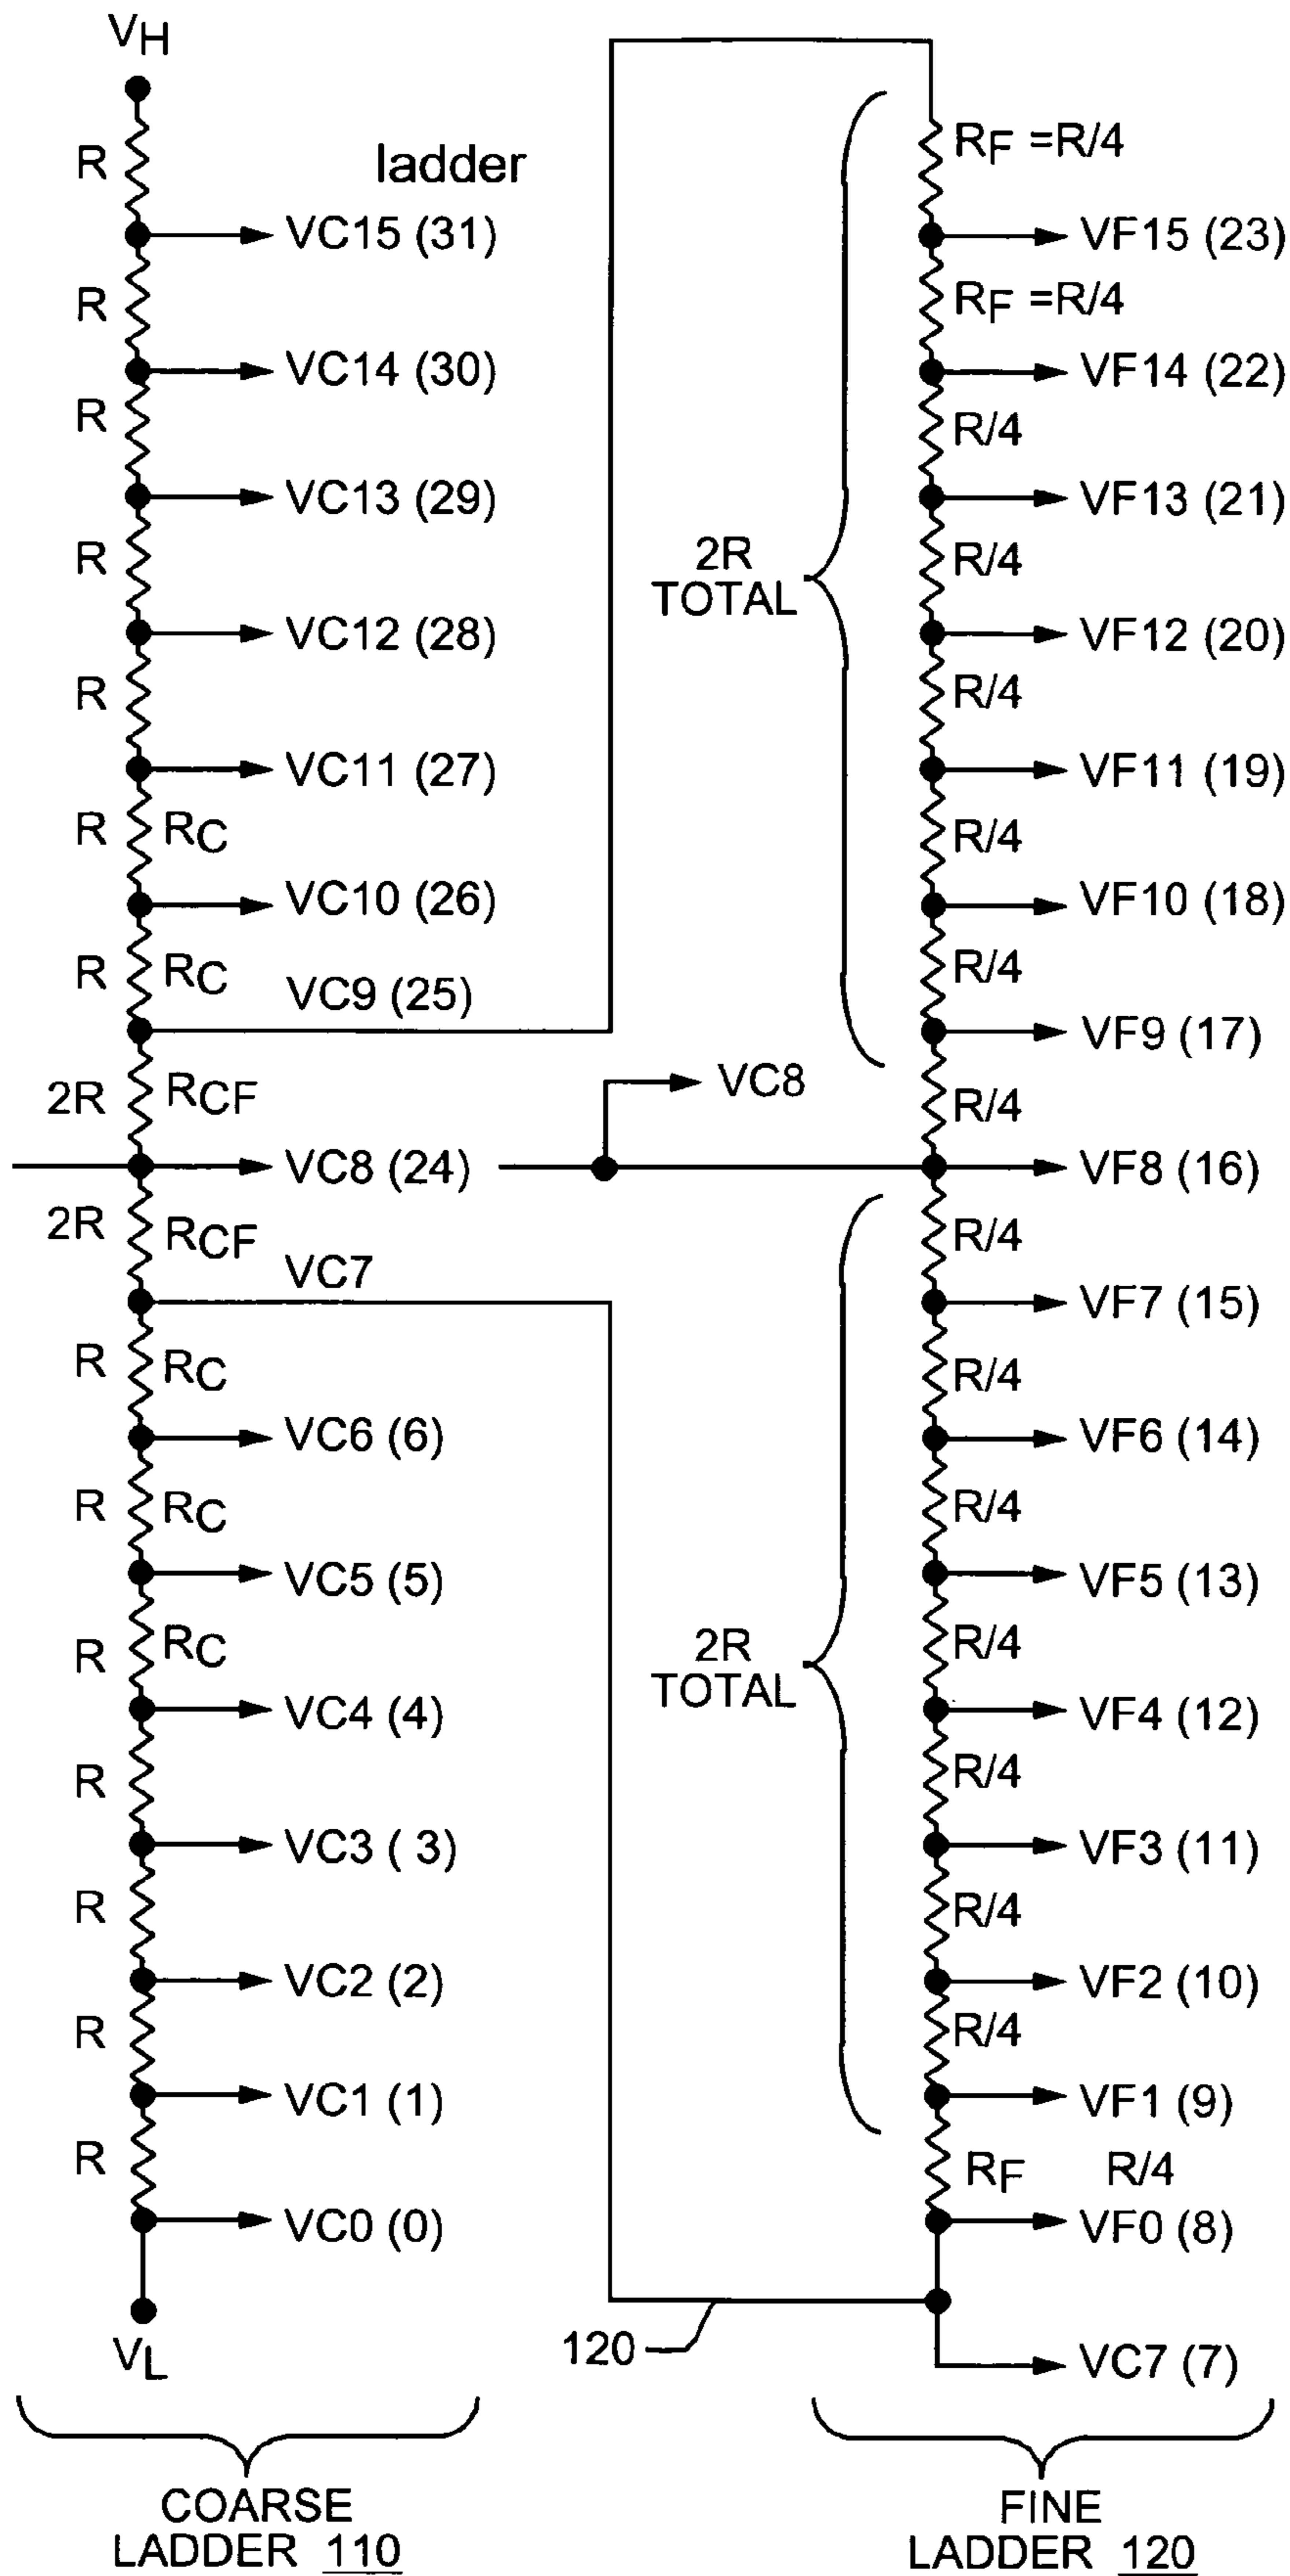 VH
R
ladder
VC15 (31)
R
VC14 (30)
R
VC13 (29)
R
VC12 (28)
R
VC11 (27)
R RC
VC10 (26)
R RC
VC9 (25)
2R RCF
VC8 (24)
2R RCF
VC7
R RC
VC6 (6)
R RC
VC5 (5)
R RC
VC4 (4)
R
VC3 ( 3)
R
VC2 (2)
R
VC1 (1)
R
VC0 (0)
VL
COARSE
LADDER 110
2R
TOTAL
VC8
2R
TOTAL
120
RF =R/4
VF15 (23)
RF =R/4
VF14 (22)
R/4
VF13 (21)
R/4
VF12 (20)
R/4
VF11 (19)
R/4
VF10 (18)
R/4
VF9 (17)
R/4
VF8 (16)
R/4
VF7 (15)
R/4
VF6 (14)
R/4
VF5 (13)
R/4
VF4 (12)
R/4
VF3 (11)
R/4
VF2 (10)
R/4
VF1 (9)
RF R/4
VF0 (8)
VC7 (7)
FINE
LADDER 120